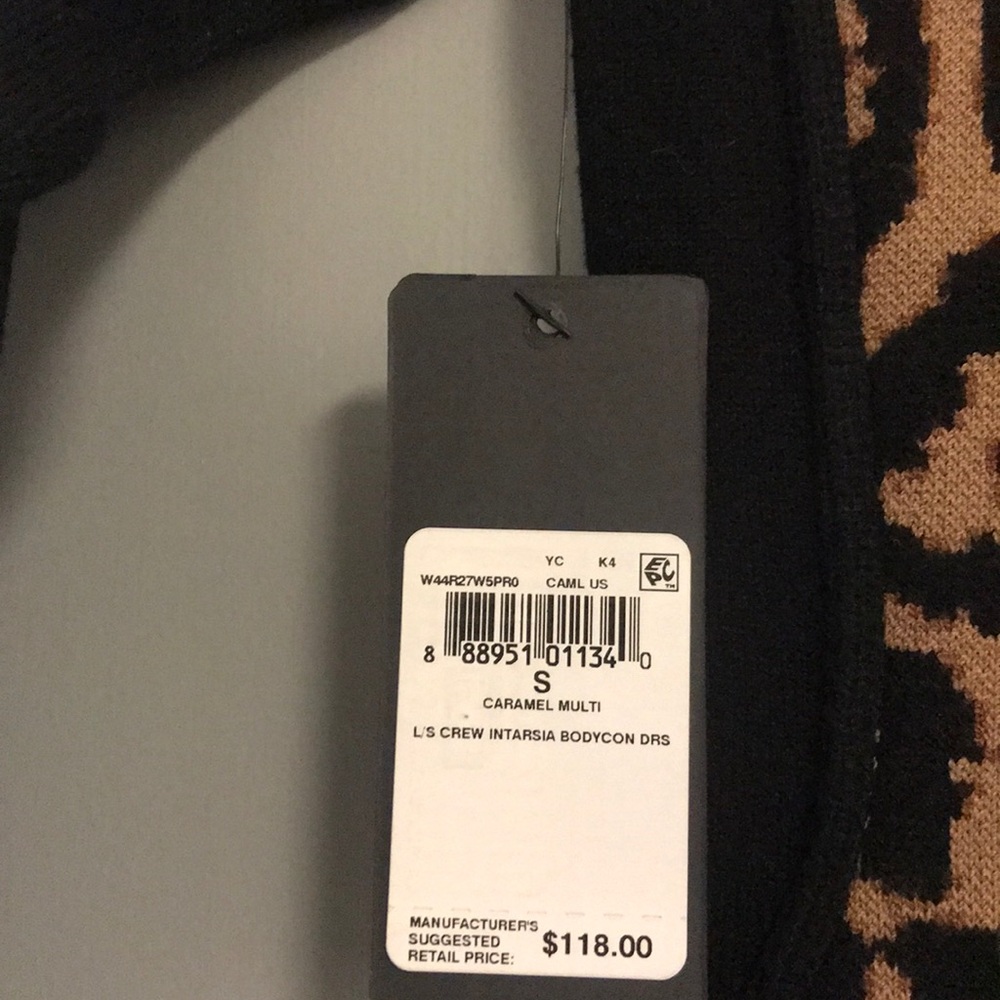 YC K4 EPC™
W44R27W5PR0 CAML US
8 88951 01134 0
S
CARAMEL MULTI
L/S CREW INTARSIA BODYCON DRS
MANUFACTURER'S
SUGGESTED
RETAIL PRICE: $118.00